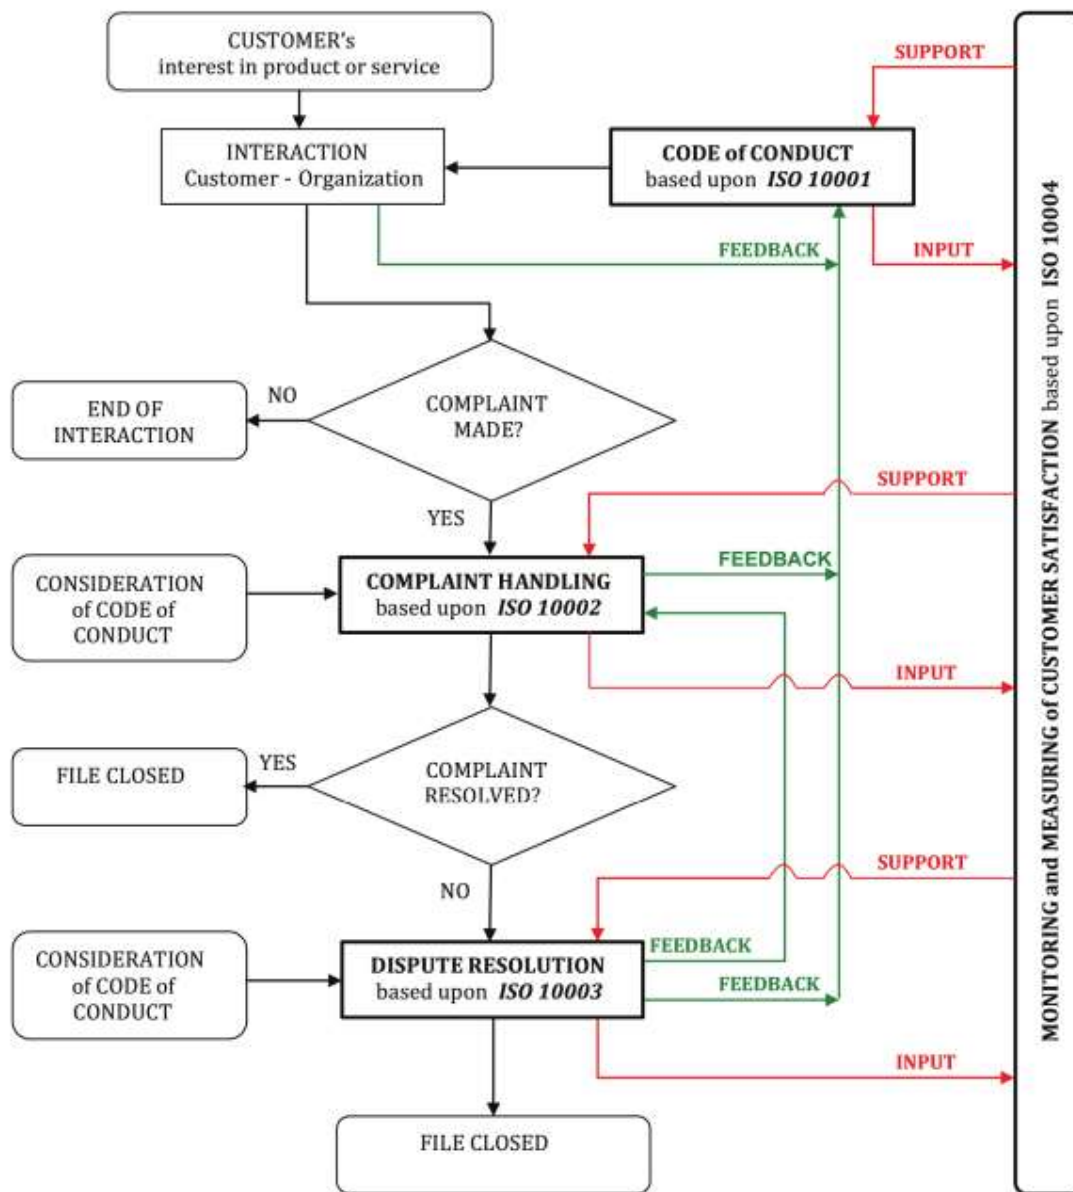 CUSTOMER's
interest in product or service
SUPPORT
INTERACTION
Customer - Organization
CODE of CONDUCT
based upon ISO 10001
FEEDBACK
INPUT
COMPLAINT
MADE?
NO
END OF
INTERACTION
YES
SUPPORT
CONSIDERATION
of CODE of
CONDUCT
COMPLAINT HANDLING
based upon ISO 10002
FEEDBACK
INPUT
COMPLAINT
RESOLVED?
YES
FILE CLOSED
NO
SUPPORT
CONSIDERATION
of CODE of
CONDUCT
DISPUTE RESOLUTION
based upon ISO 10003
FEEDBACK
FEEDBACK
INPUT
FILE CLOSED
MONITORING and MEASURING of CUSTOMER SATISFACTION based upon ISO 10004